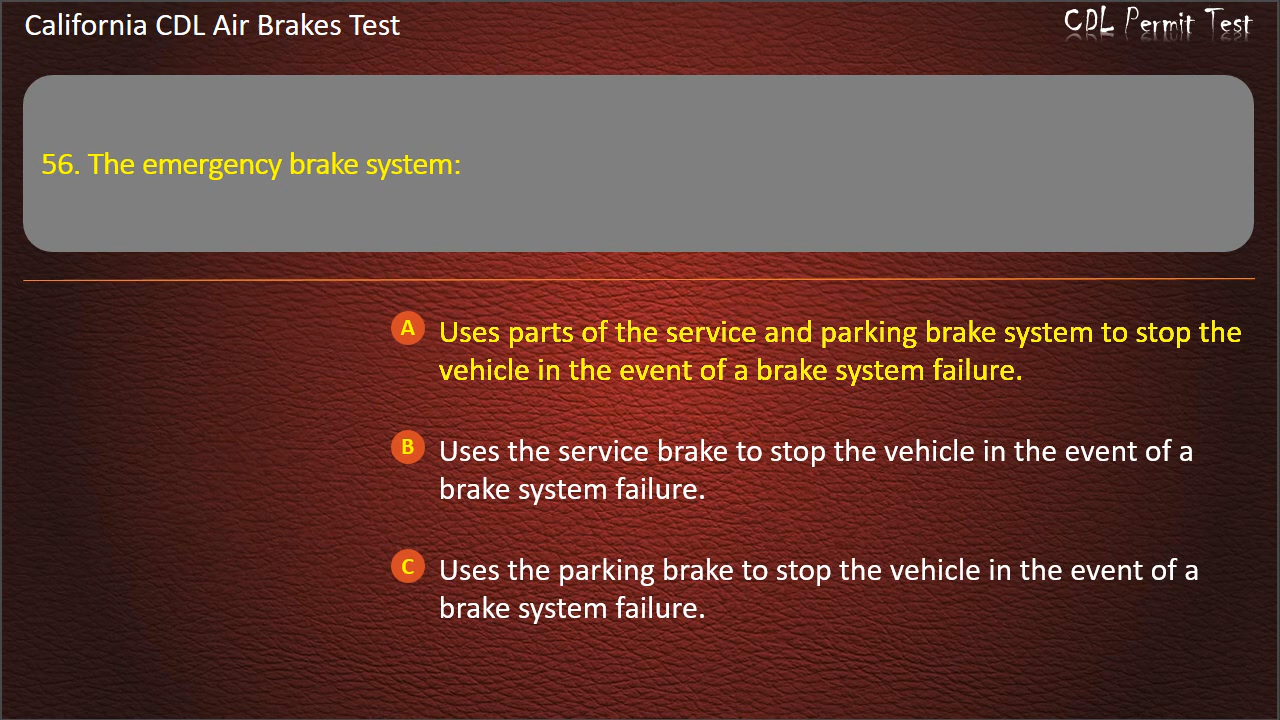 California CDL Air Brakes Test
CDL Permit Test
56. The emergency brake system:
A Uses parts of the service and parking brake system to stop the
vehicle in the event of a brake system failure.
B Uses the service brake to stop the vehicle in the event of a
brake system failure.
C Uses the parking brake to stop the vehicle in the event of a
brake system failure.